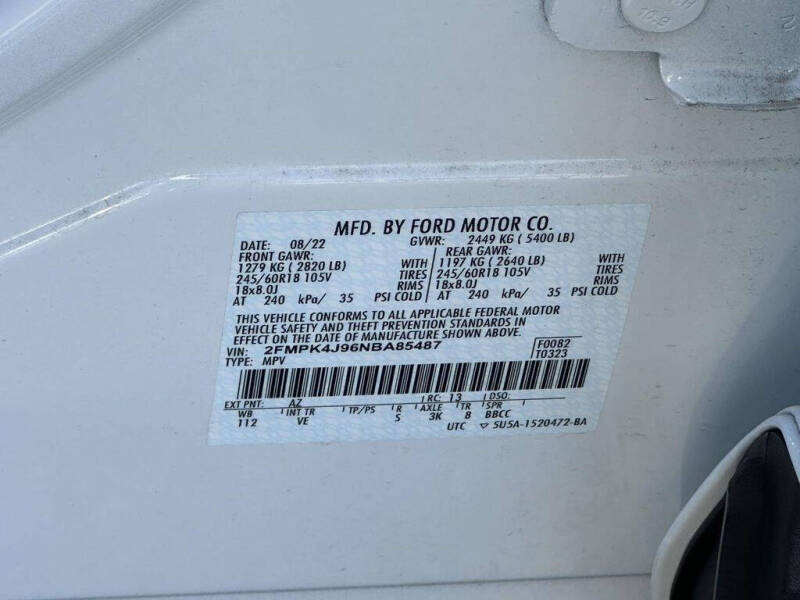 MFD. BY FORD MOTOR CO.
DATE: 08/22 GVWR: 2449 KG ( 5400 LB)
FRONT GAWR: REAR GAWR:
1279 KG ( 2820 LB) WITH 1197 KG ( 2640 LB) WITH
245/60R18 105V TIRES 245/60R18 105V TIRES
18x8.0J RIMS 18x8.0J RIMS
AT 240 kPa/ 35 PSI COLD AT 240 kPa/ 35 PSI COLD
THIS VEHICLE CONFORMS TO ALL APPLICABLE FEDERAL MOTOR
VEHICLE SAFETY AND THEFT PREVENTION STANDARDS IN
EFFECT ON THE DATE OF MANUFACTURE SHOWN ABOVE.
VIN: 2FMPK4J96NBA85487 F0082
TYPE: MPV T0323
EXT PNT: AZ RC: 13 DSO:
WB INT TR TP/PS R AXLE TR SPR
112 VE S 3K 8 BBCC
UTC ▽ 5U5A-1520472-BA